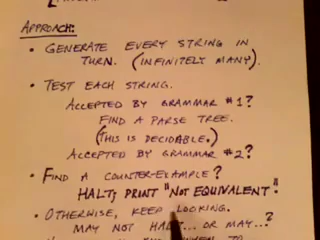 APPROACH:
• GENERATE EVERY STRING IN
TURN. (INFINITELY MANY).
• TEST EACH STRING.
ACCEPTED BY GRAMMAR #1?
FIND A PARSE TREE.
(THIS IS DECIDABLE.)
ACCEPTED BY GRAMMAR #2?
• FIND A COUNTER-EXAMPLE?
HALT; PRINT "NOT EQUIVALENT".
• OTHERWISE, KEEP LOOKING.
MAY NOT HALT... OR MAY...?